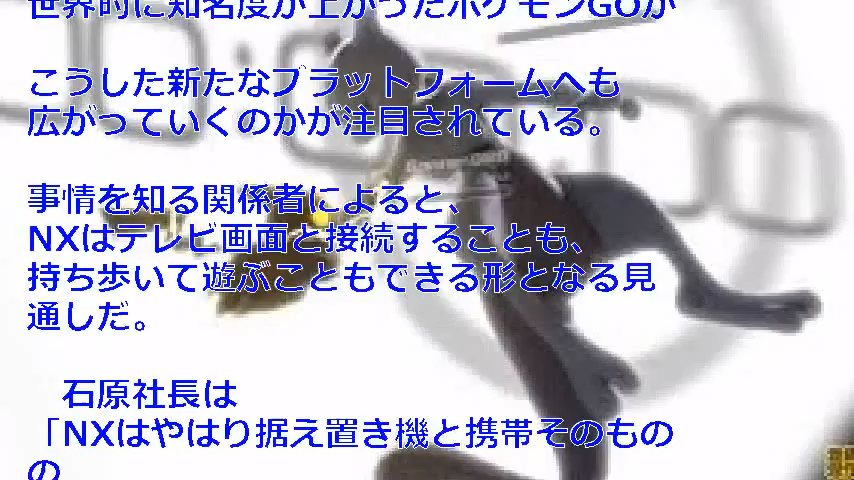 世界的に知名度が上がったポケモンGOが
こうした新たなプラットフォームへも
広がっていくのかが注目されている。
事情を知る関係者によると、
NXはテレビ画面と接続することも、
持ち歩いて遊ぶこともできる形となる見
通しだ。
石原社長は
「NXはやはり据え置き機と携帯そのもの
の